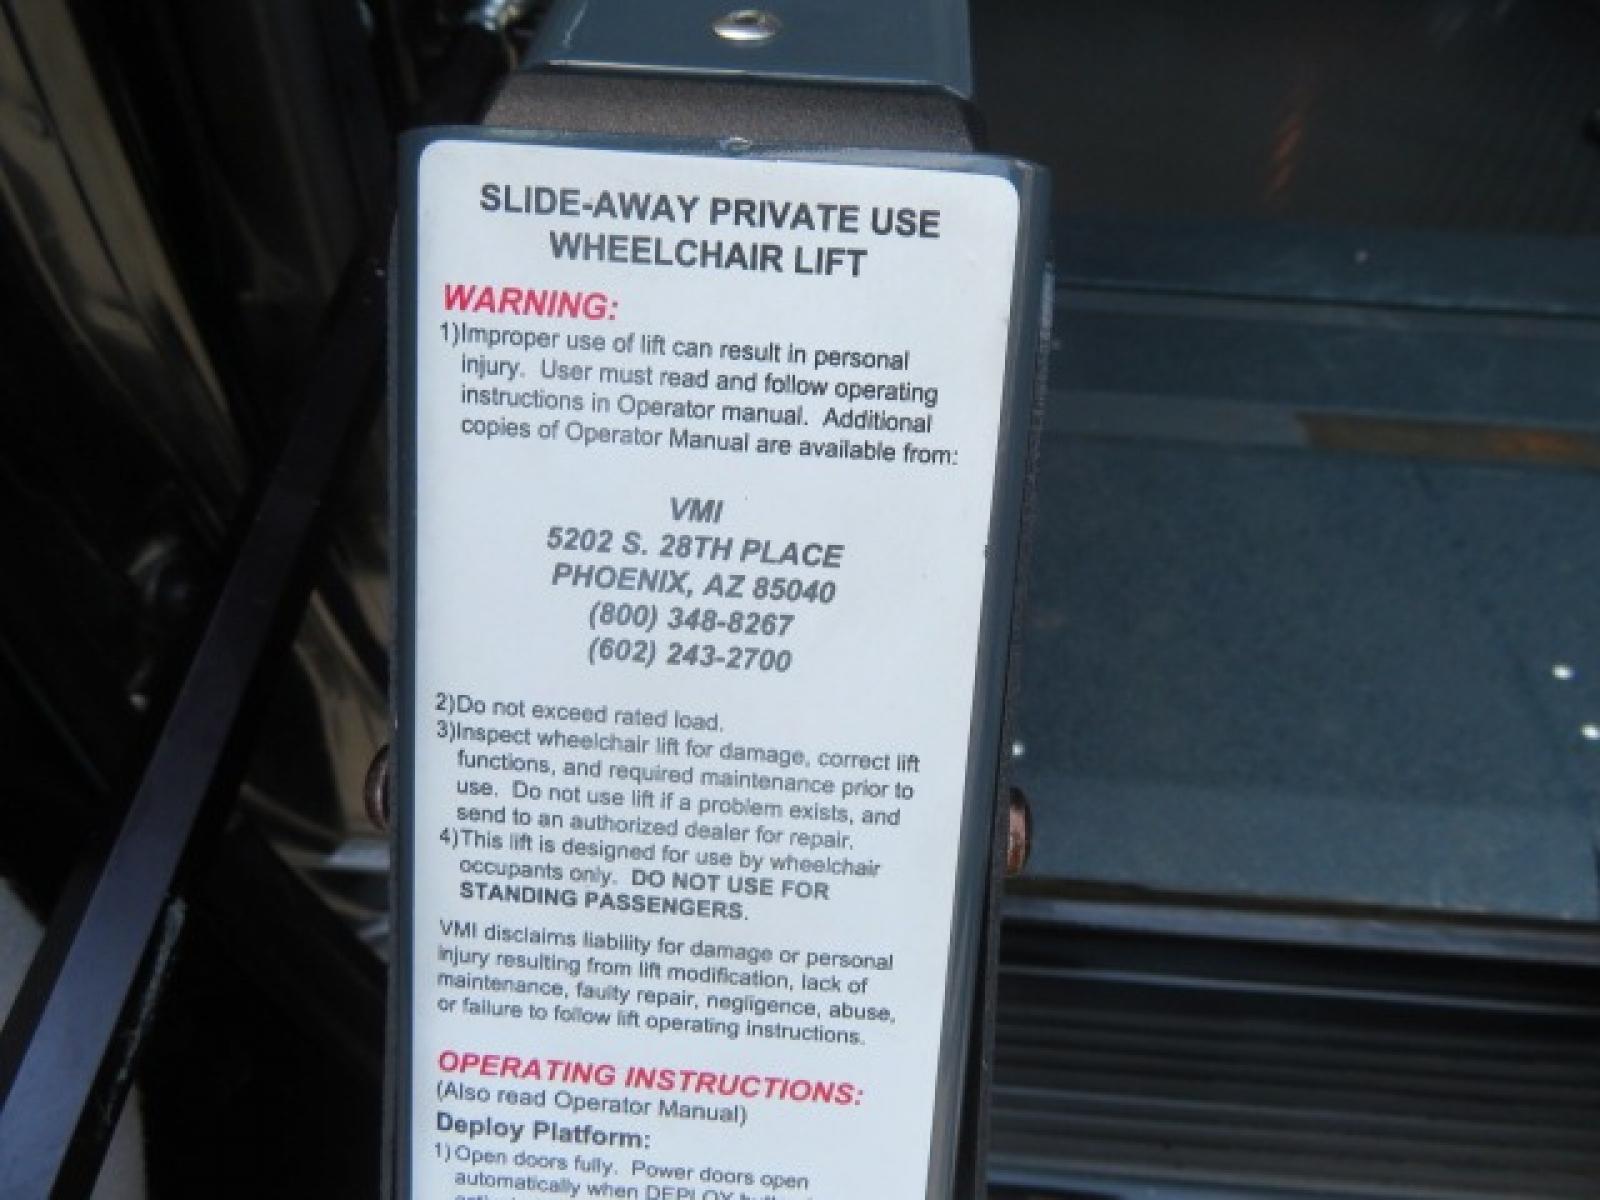 SLIDE-AWAY PRIVATE USE
WHEELCHAIR LIFT
WARNING:
1)Improper use of lift can result in personal
injury. User must read and follow operating
instructions in Operator manual. Additional
copies of Operator Manual are available from:
VMI
5202 S. 28TH PLACE
PHOENIX, AZ 85040
(800) 348-8267
(602) 243-2700
2)Do not exceed rated load.
3)Inspect wheelchair lift for damage, correct lift
functions, and required maintenance prior to
use. Do not use lift if a problem exists, and
send to an authorized dealer for repair.
4)This lift is designed for use by wheelchair
occupants only. DO NOT USE FOR
STANDING PASSENGERS.
VMI disclaims liability for damage or personal
injury resulting from lift modification, lack of
maintenance, faulty repair, negligence, abuse,
or failure to follow lift operating instructions.
OPERATING INSTRUCTIONS:
(Also read Operator Manual)
Deploy Platform:
1)Open doors fully. Power doors open
automatically when DEPLOY